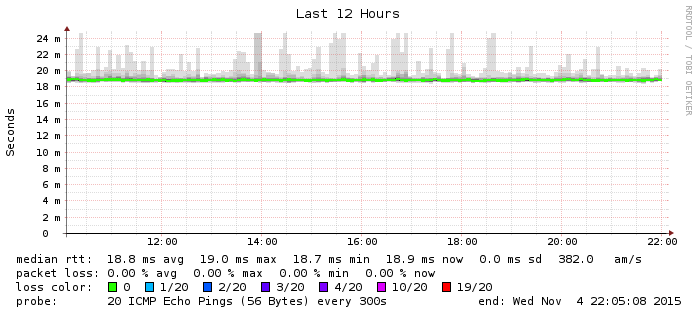 Last 12 Hours
RRDTOOL / TOBI OETIKER
Seconds
24 m
22 m
20 m
18 m
16 m
14 m
12 m
10 m
8 m
6 m
4 m
2 m
0
12:00 14:00 16:00 18:00 20:00 22:00
median rtt: 18.8 ms avg 19.0 ms max 18.7 ms min 18.9 ms now 0.0 ms sd 382.0 am/s
packet loss: 0.00 % avg 0.00 % max 0.00 % min 0.00 % now
loss color: 0 1/20 2/20 3/20 4/20 10/20 19/20
probe: 20 ICMP Echo Pings (56 Bytes) every 300s end: Wed Nov 4 22:05:08 2015